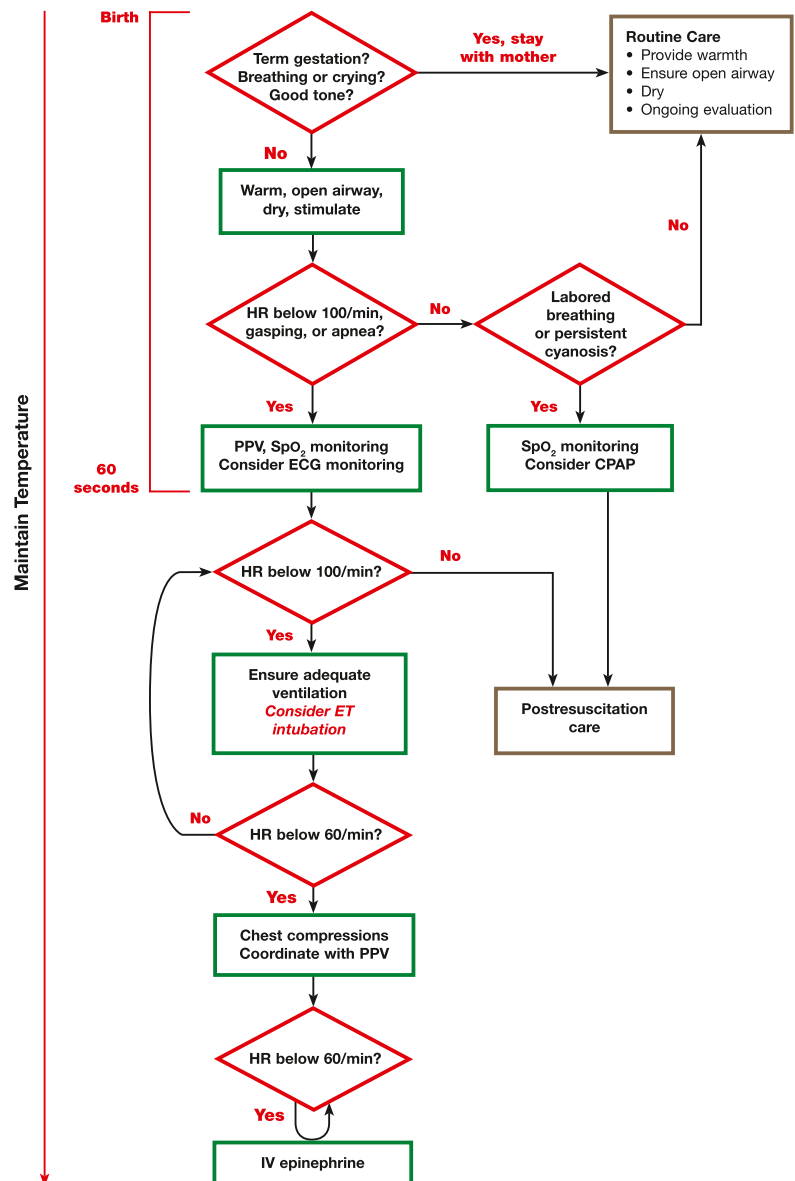 Birth
Term gestation?
Breathing or crying?
Good tone?
Yes, stay
with mother
Routine Care
• Provide warmth
• Ensure open airway
• Dry
• Ongoing evaluation
No
Warm, open airway,
dry, stimulate
No
HR below 100/min,
gasping, or apnea?
No
Labored
breathing
or persistent
cyanosis?
Yes
Yes
PPV, SpO₂ monitoring
Consider ECG monitoring
SpO₂ monitoring
Consider CPAP
60
seconds
Maintain Temperature
HR below 100/min?
No
Yes
Ensure adequate
ventilation
Consider ET
intubation
Postresuscitation
care
No
HR below 60/min?
Yes
Chest compressions
Coordinate with PPV
HR below 60/min?
Yes
IV epinephrine